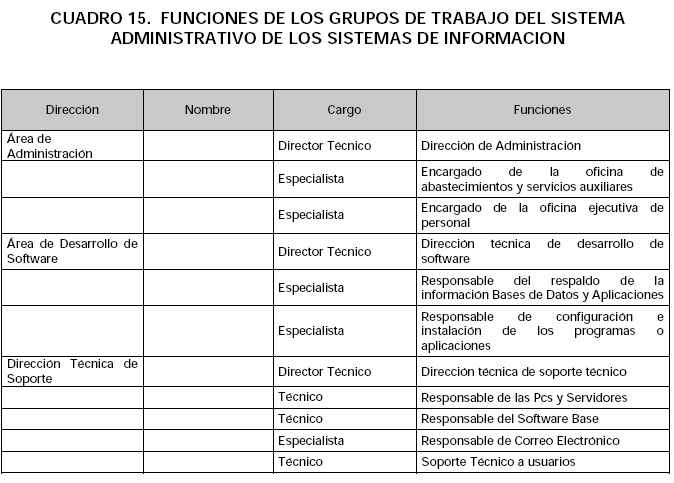 CUADRO 15. FUNCIONES DE LOS GRUPOS DE TRABAJO DEL SISTEMA
ADMINISTRATIVO DE LOS SISTEMAS DE INFORMACION
Dirección Nombre Cargo Funciones
Área de
Administración
Director Técnico
Dirección de Administración
Especialista
Encargado de la oficina de
abastecimientos y servicios auxiliares
Especialista
Encargado de la oficina ejecutiva de
personal
Área de Desarrollo de
Software
Director Técnico
Dirección técnica de desarrollo de
software
Especialista
Responsable del respaldo de la
información Bases de Datos y Aplicaciones
Especialista
Responsable de configuración e
instalación de los programas o
aplicaciones
Dirección Técnica de
Soporte
Director Técnico
Dirección técnica de soporte técnico
Técnico
Responsable de las Pcs y Servidores
Técnico
Responsable del Software Base
Especialista
Responsable de Correo Electrónico
Técnico
Soporte Técnico a usuarios